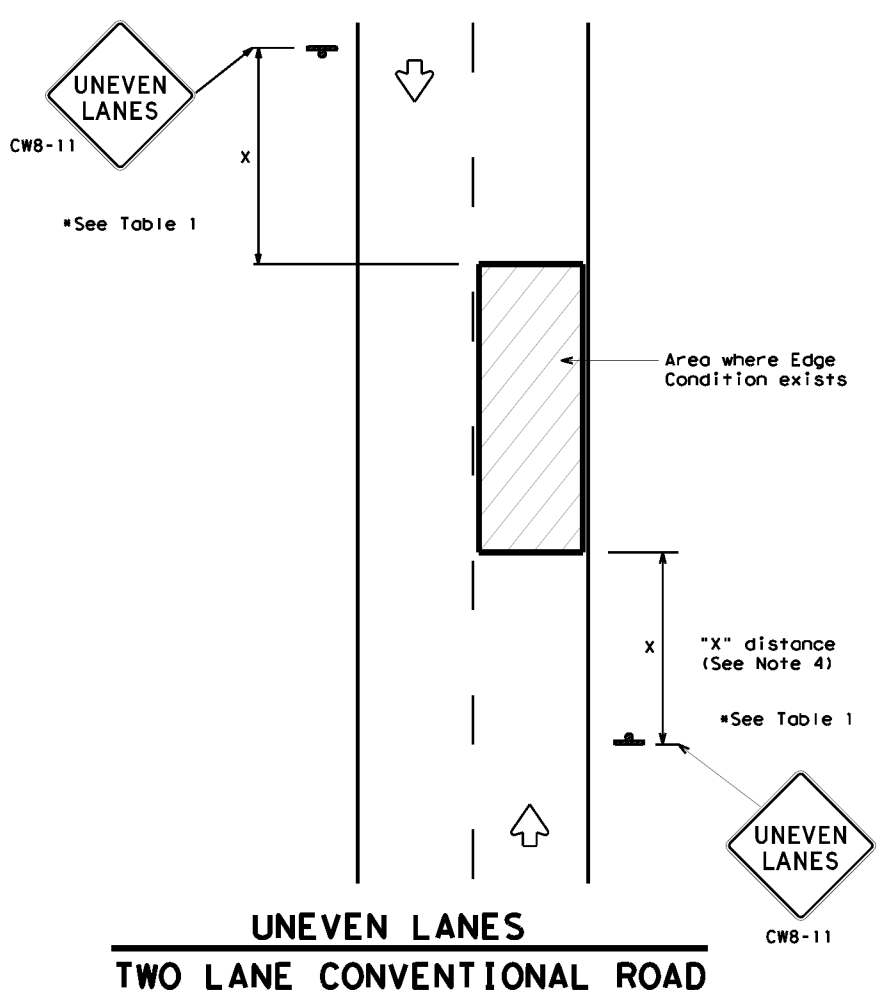 UNEVEN
LANES
CW8-11
X
*See Table 1
Area where Edge
Condition exists
X
"X" distance
(See Note 4)
*See Table 1
UNEVEN
LANES
CW8-11
UNEVEN LANES
TWO LANE CONVENTIONAL ROAD